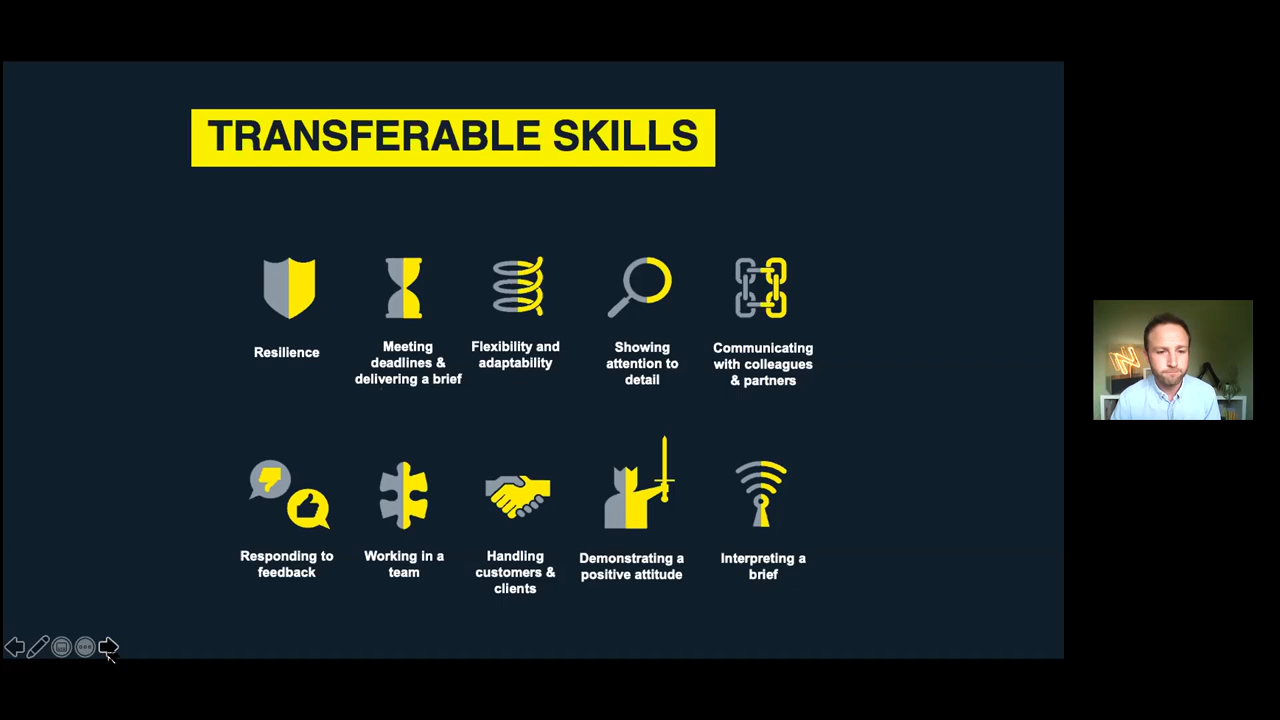 TRANSFERABLE SKILLS
Resilience
Meeting
deadlines &
delivering a brief
Flexibility and
adaptability
Showing
attention to
detail
Communicating
with colleagues
& partners
Responding to
feedback
Working in a
team
Handling
customers &
clients
Demonstrating a
positive attitude
Interpreting a
brief